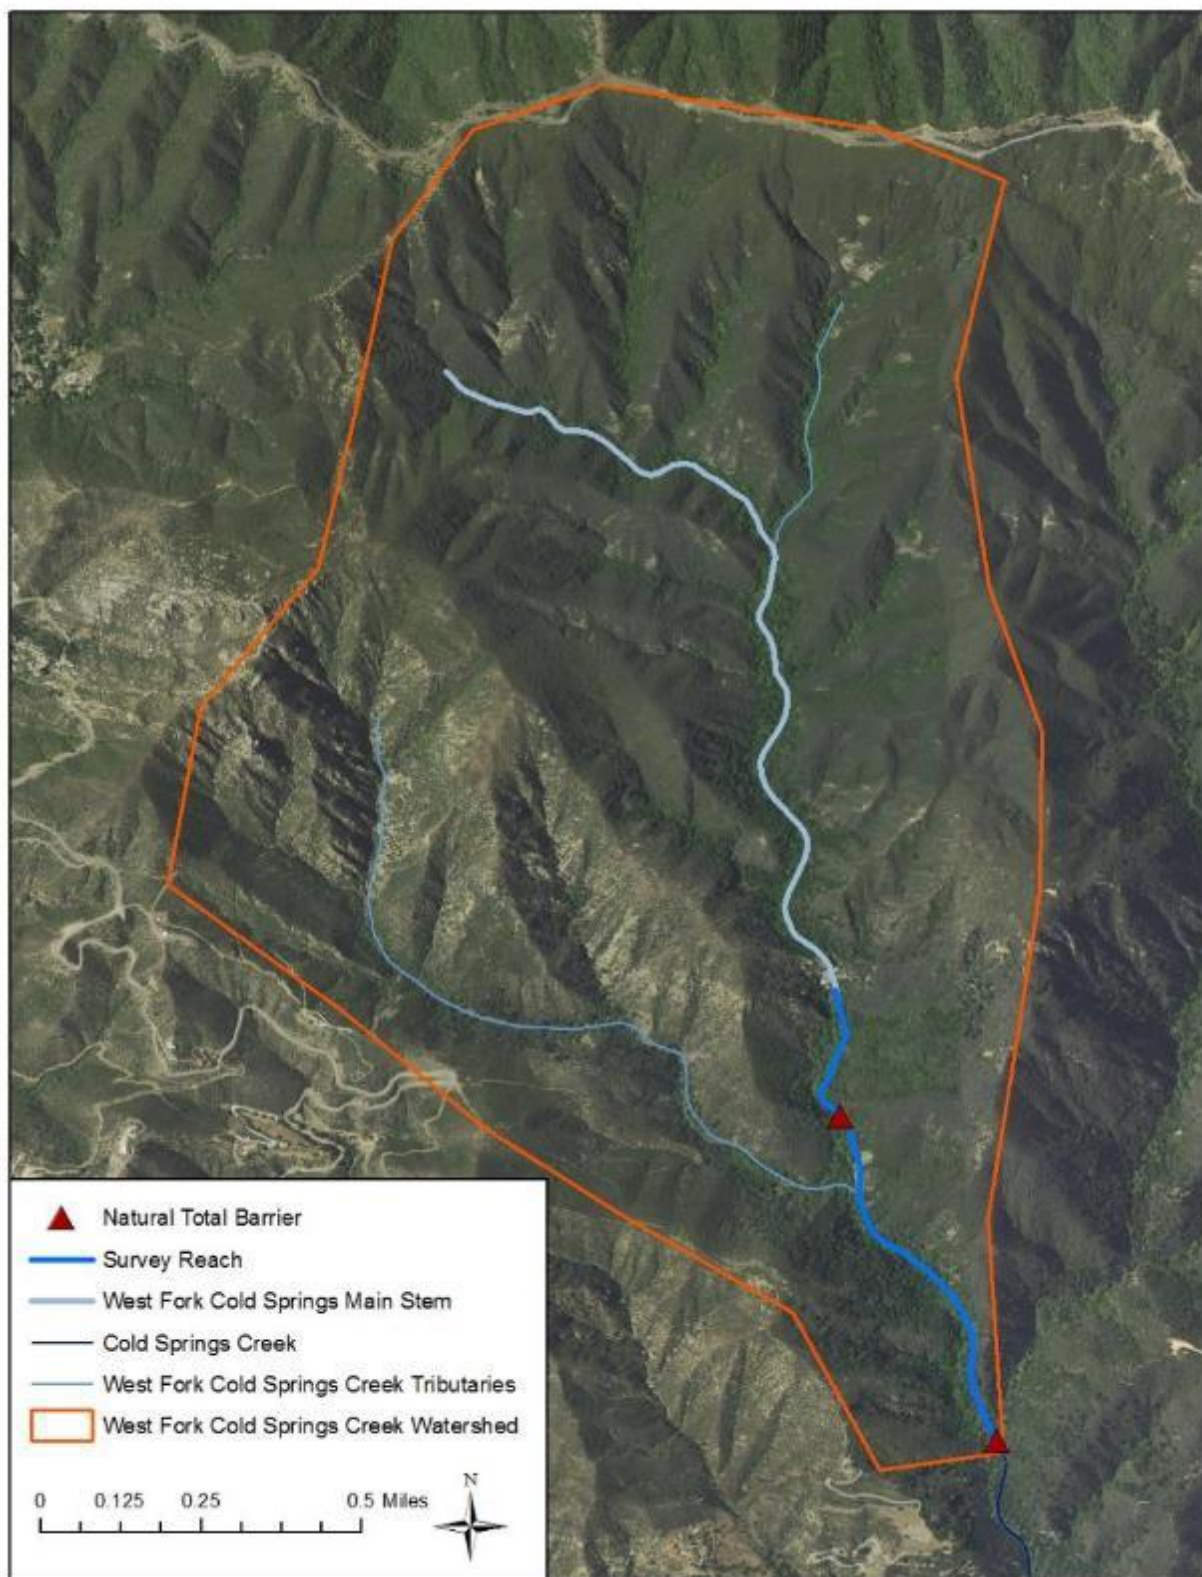 Natural Total Barrier
Survey Reach
West Fork Cold Springs Main Stem
Cold Springs Creek
West Fork Cold Springs Creek Tributaries
West Fork Cold Springs Creek Watershed
0 0.125 0.25 0.5 Miles
N